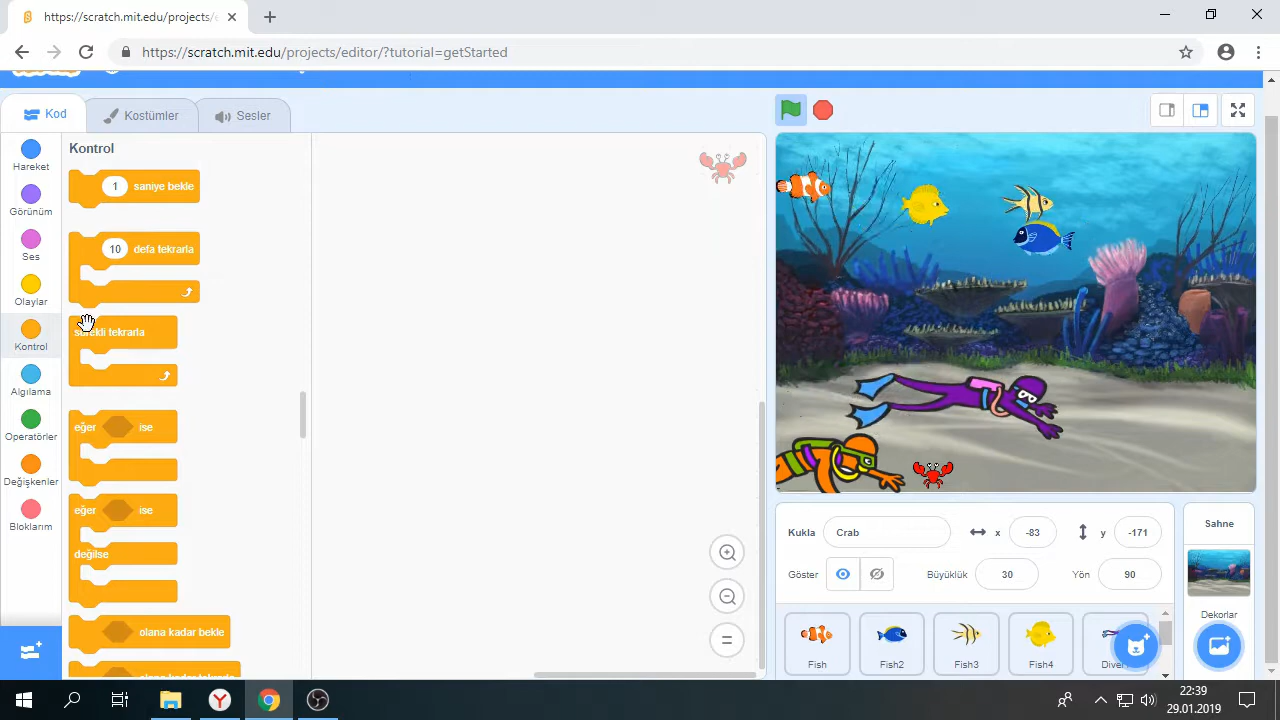 https://scratch.mit.edu/projects/e
https://scratch.mit.edu/projects/editor/?tutorial=getStarted
Kod
Kostümler
Sesler
Hareket
Görünüm
Ses
Olaylar
Kontrol
Algılama
Operatörler
Değişkenler
Bloklarım
Kontrol
1 saniye bekle
10 defa tekrarla
sürekli tekrarla
eğer ise
eğer ise
değilse
olana kadar bekle
olana kadar tekrarla
Kukla Crab x -83 y -171
Göster Büyüklük 30 Yön 90
Fish Fish2 Fish3 Fish4
Sahne
Dekorlar
22:39
29.01.2019